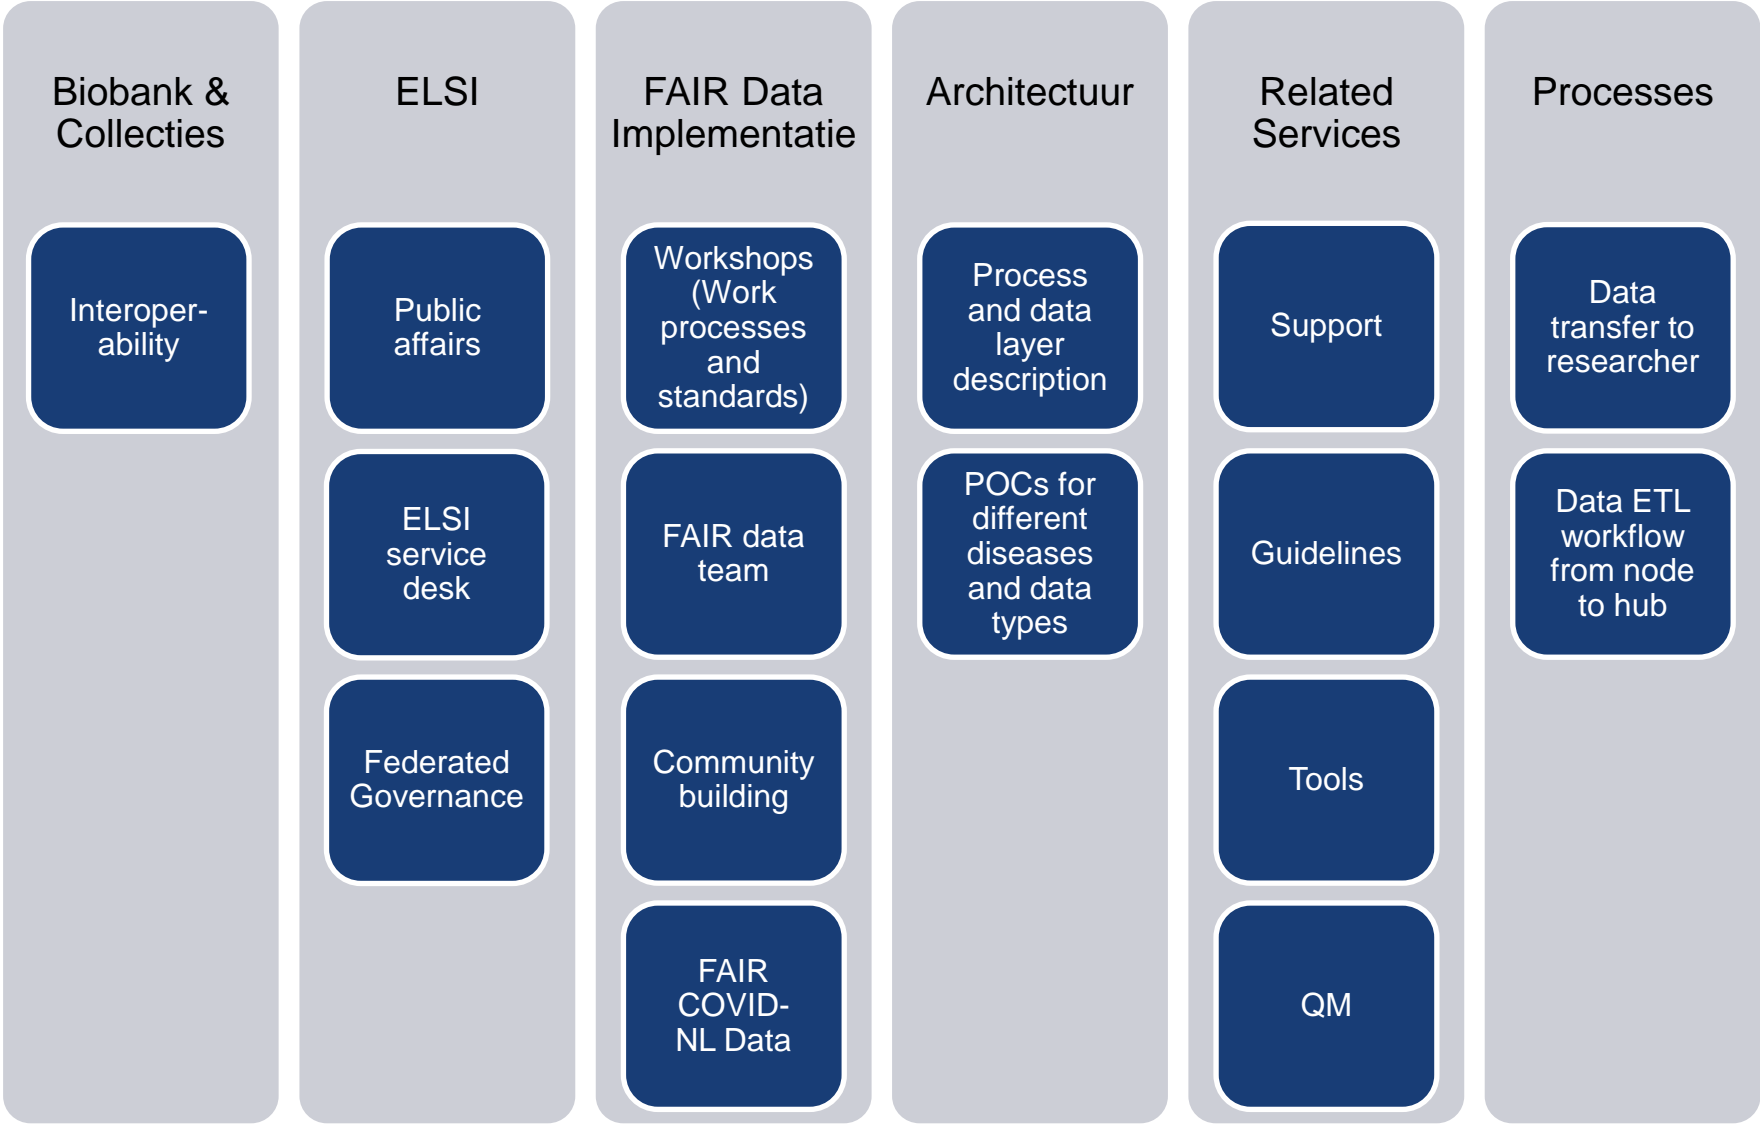 Biobank &
Collecties
Interoper-
ability
ELSI
Public
affairs
ELSI
service
desk
Federated
Governance
FAIR Data
Implementatie
Workshops
(Work
processes
and
standards)
FAIR data
team
Community
building
FAIR
COVID-
NL Data
Architectuur
Process
and data
layer
description
POCs for
different
diseases
and data
types
Related
Services
Support
Guidelines
Tools
QM
Processes
Data
transfer to
researcher
Data ETL
workflow
from node
to hub